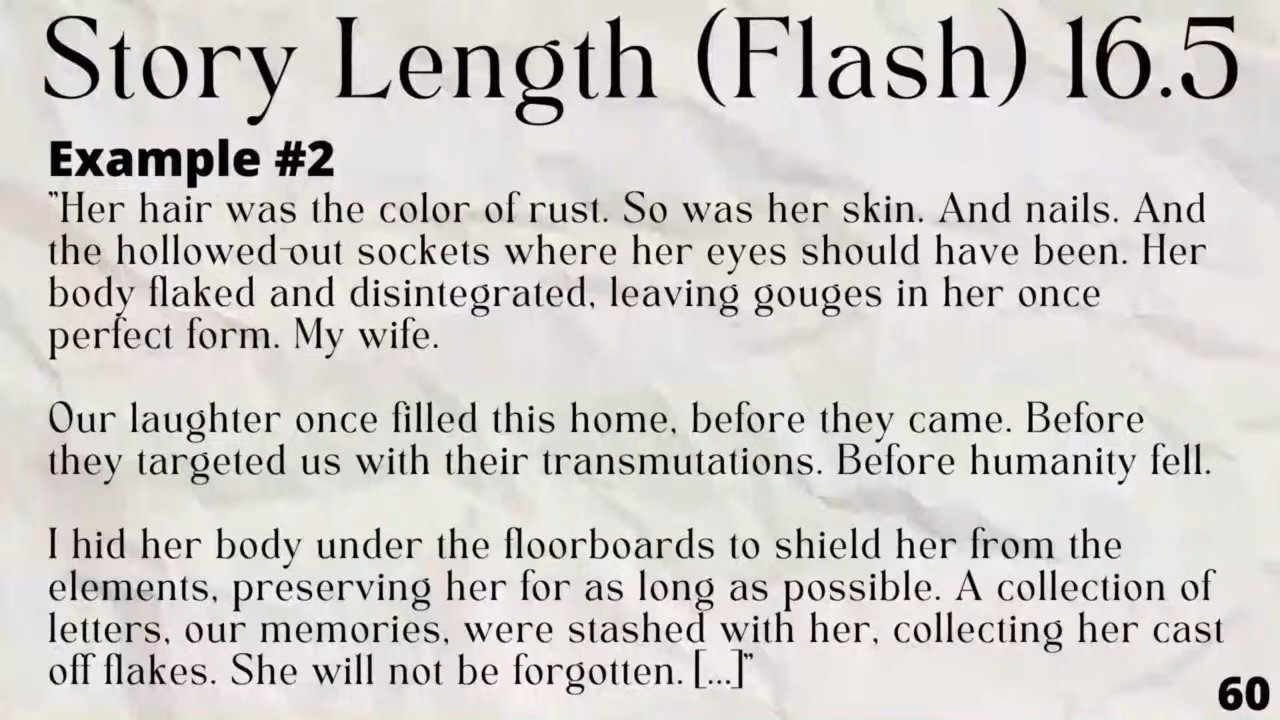 Story Length (Flash) 16.5
Example #2
"Her hair was the color of rust. So was her skin. And nails. And
the hollowed-out sockets where her eyes should have been. Her
body flaked and disintegrated, leaving gouges in her once
perfect form. My wife.
Our laughter once filled this home, before they came. Before
they targeted us with their transmutations. Before humanity fell.
I hid her body under the floorboards to shield her from the
elements, preserving her for as long as possible. A collection of
letters, our memories, were stashed with her, collecting her cast
off flakes. She will not be forgotten. [...]"
60